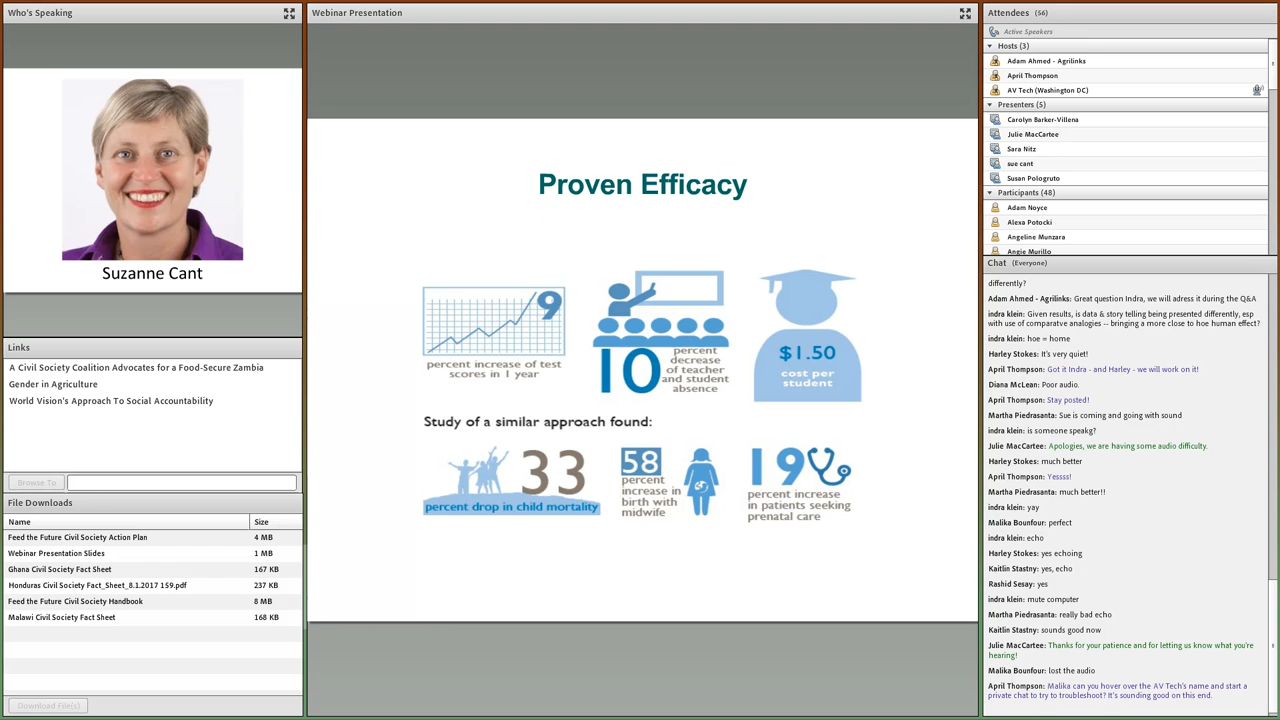 Who's Speaking
Suzanne Cant
Links
A Civil Society Coalition Advocates for a Food-Secure Zambia
Gender in Agriculture
World Vision's Approach To Social Accountability
Browse To
File Downloads
Name Size
Feed the Future Civil Society Action Plan 4 MB
Webinar Presentation Slides 1 MB
Ghana Civil Society Fact Sheet 167 KB
Honduras Civil Society Fact_Sheet_8.1.2017 159.pdf 237 KB
Feed the Future Civil Society Handbook 8 MB
Malawi Civil Society Fact Sheet 168 KB
Download File(s)
Webinar Presentation
Proven Efficacy
9
percent increase of test
scores in 1 year
10
percent
decrease
of teacher
and student
absence
$1.50
cost per
student
Study of a similar approach found:
33
percent drop in child mortality
58
percent
increase in
birth with
midwife
19
percent increase
in patients seeking
prenatal care
Attendees (56)
Active Speakers
Hosts (3)
Adam Ahmed - Agrilinks
April Thompson
AV Tech (Washington DC)
Presenters (5)
Carolyn Barker-Villena
Julie MacCartee
Sara Nitz
sue cant
Susan Pologruto
Participants (48)
Adam Noyce
Alexa Potocki
Angeline Munzara
Angie Murillo
Chat (Everyone)
differently?
Adam Ahmed - Agrilinks: Great question Indra, we will adress it during the Q&A
indra klein: Given results, is data & story telling being presented differently, esp
with use of comparatve analogies -- bringing a more close to hoe human effect?
indra klein: hoe = home
Harley Stokes: It's very quiet!
April Thompson: Got it Indra - and Harley - we will work on it!
Diana McLean: Poor audio.
April Thompson: Stay posted!
Martha Piedrasanta: Sue is coming and going with sound
indra klein: is someone speakg?
Julie MacCartee: Apologies, we are having some audio difficulty.
Harley Stokes: much better
April Thompson: Yessss!
Martha Piedrasanta: much better!!
indra klein: yay
Malika Bounfour: perfect
indra klein: echo
Harley Stokes: yes echoing
Kaitlin Stastny: yes, echo
Rashid Sesay: yes
indra klein: mute computer
Martha Piedrasanta: really bad echo
Kaitlin Stastny: sounds good now
Julie MacCartee: Thanks for your patience and for letting us know what you're
hearing!
Malika Bounfour: lost the audio
April Thompson: Malika can you hover over the AV Tech's name and start a
private chat to try to troubleshoot? It's sounding good on this end.